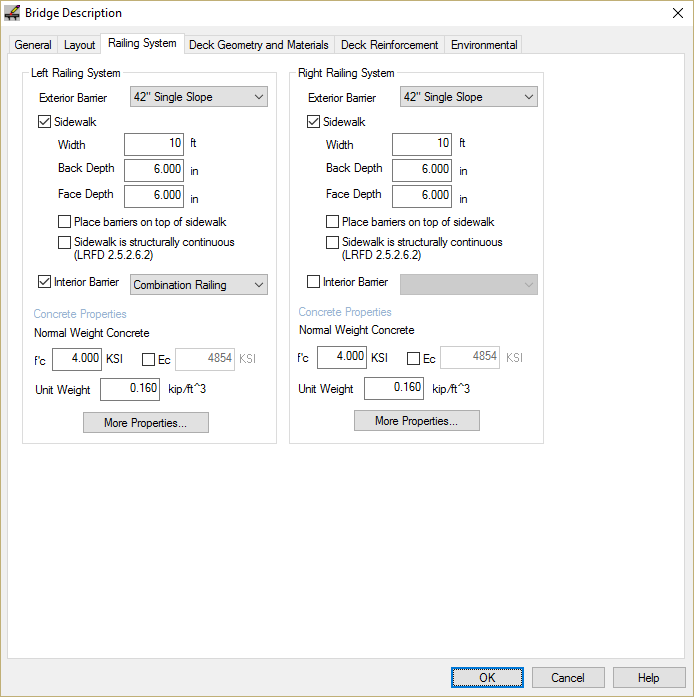 Bridge Description
General Layout Railing System Deck Geometry and Materials Deck Reinforcement Environmental
Left Railing System
Exterior Barrier 42" Single Slope
Sidewalk
Width 10 ft
Back Depth 6.000 in
Face Depth 6.000 in
Place barriers on top of sidewalk
Sidewalk is structurally continuous
(LRFD 2.5.2.6.2)
Interior Barrier Combination Railing
Concrete Properties
Normal Weight Concrete
f'c 4.000 KSI Ec 4854 KSI
Unit Weight 0.160 kip/ft^3
More Properties...
Right Railing System
Exterior Barrier 42" Single Slope
Sidewalk
Width 10 ft
Back Depth 6.000 in
Face Depth 6.000 in
Place barriers on top of sidewalk
Sidewalk is structurally continuous
(LRFD 2.5.2.6.2)
Interior Barrier
Concrete Properties
Normal Weight Concrete
f'c 4.000 KSI Ec 4854 KSI
Unit Weight 0.160 kip/ft^3
More Properties...
OK Cancel Help